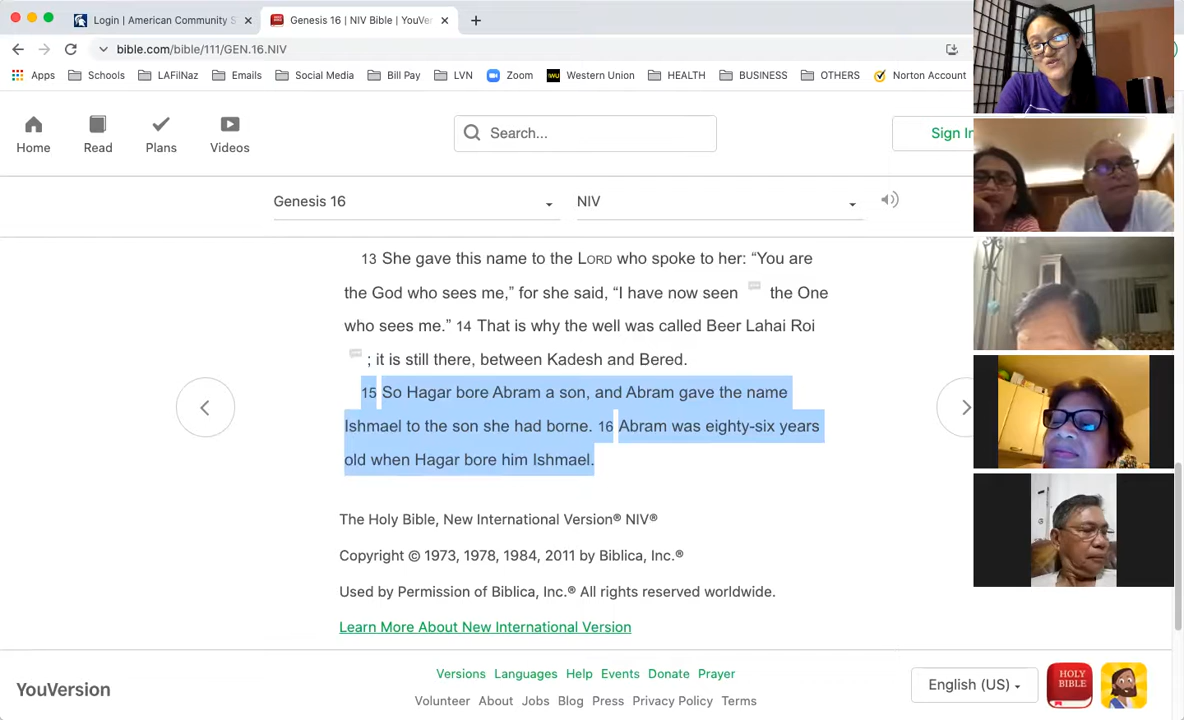 Login | American Community S
Genesis 16 | NIV Bible | YouVer
bible.com/bible/111/GEN.16.NIV
Apps Schools LAFilNaz Emails Social Media Bill Pay LVN Zoom WU Western Union HEALTH BUSINESS OTHERS Norton Account
Home Read Plans Videos
Search...
Sign In
Genesis 16
NIV
13 She gave this name to the LORD who spoke to her: “You are
the God who sees me,” for she said, “I have now seen the One
who sees me.” 14 That is why the well was called Beer Lahai Roi
; it is still there, between Kadesh and Bered.
15 So Hagar bore Abram a son, and Abram gave the name
Ishmael to the son she had borne. 16 Abram was eighty-six years
old when Hagar bore him Ishmael.
The Holy Bible, New International Version® NIV®
Copyright © 1973, 1978, 1984, 2011 by Biblica, Inc.®
Used by Permission of Biblica, Inc.® All rights reserved worldwide.
Learn More About New International Version
YouVersion
Versions Languages Help Events Donate Prayer
Volunteer About Jobs Blog Press Privacy Policy Terms
English (US)
HOLY
BIBLE